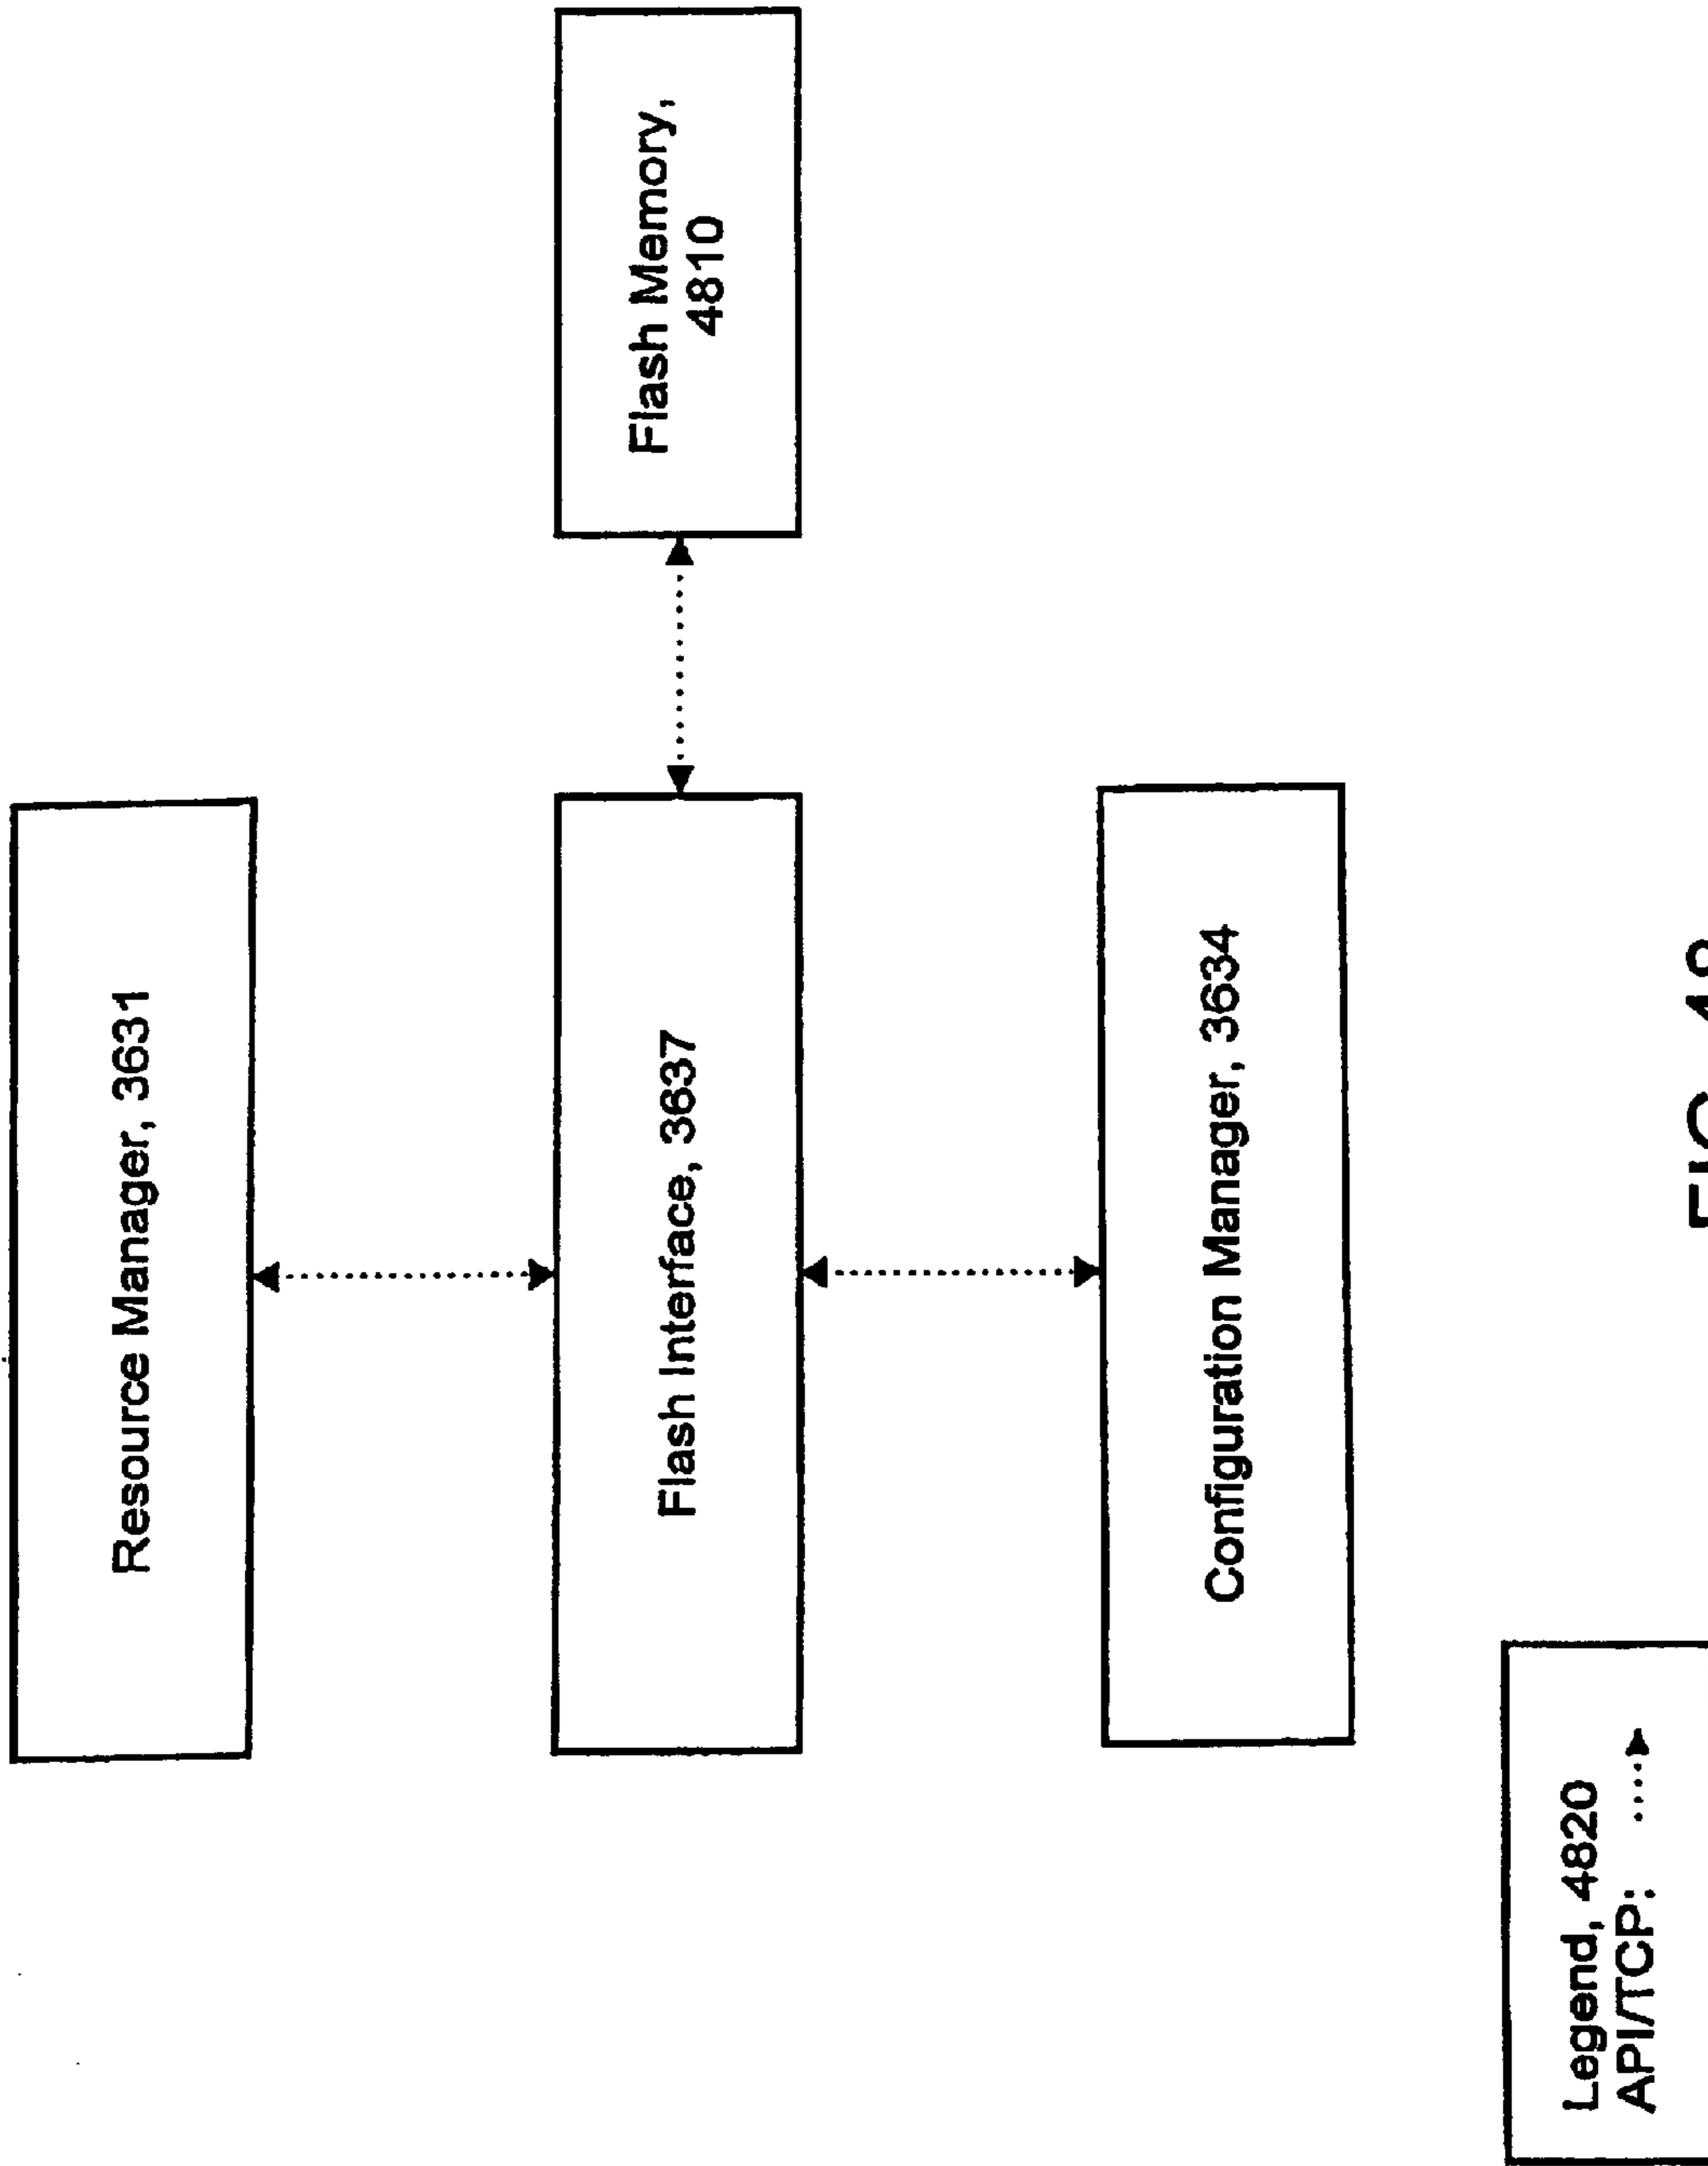 Resource Manager, 3631
Flash Interface, 3637
Flash Memory,
4810
Configuration Manager, 3634
Legend, 4820
API/TCP: